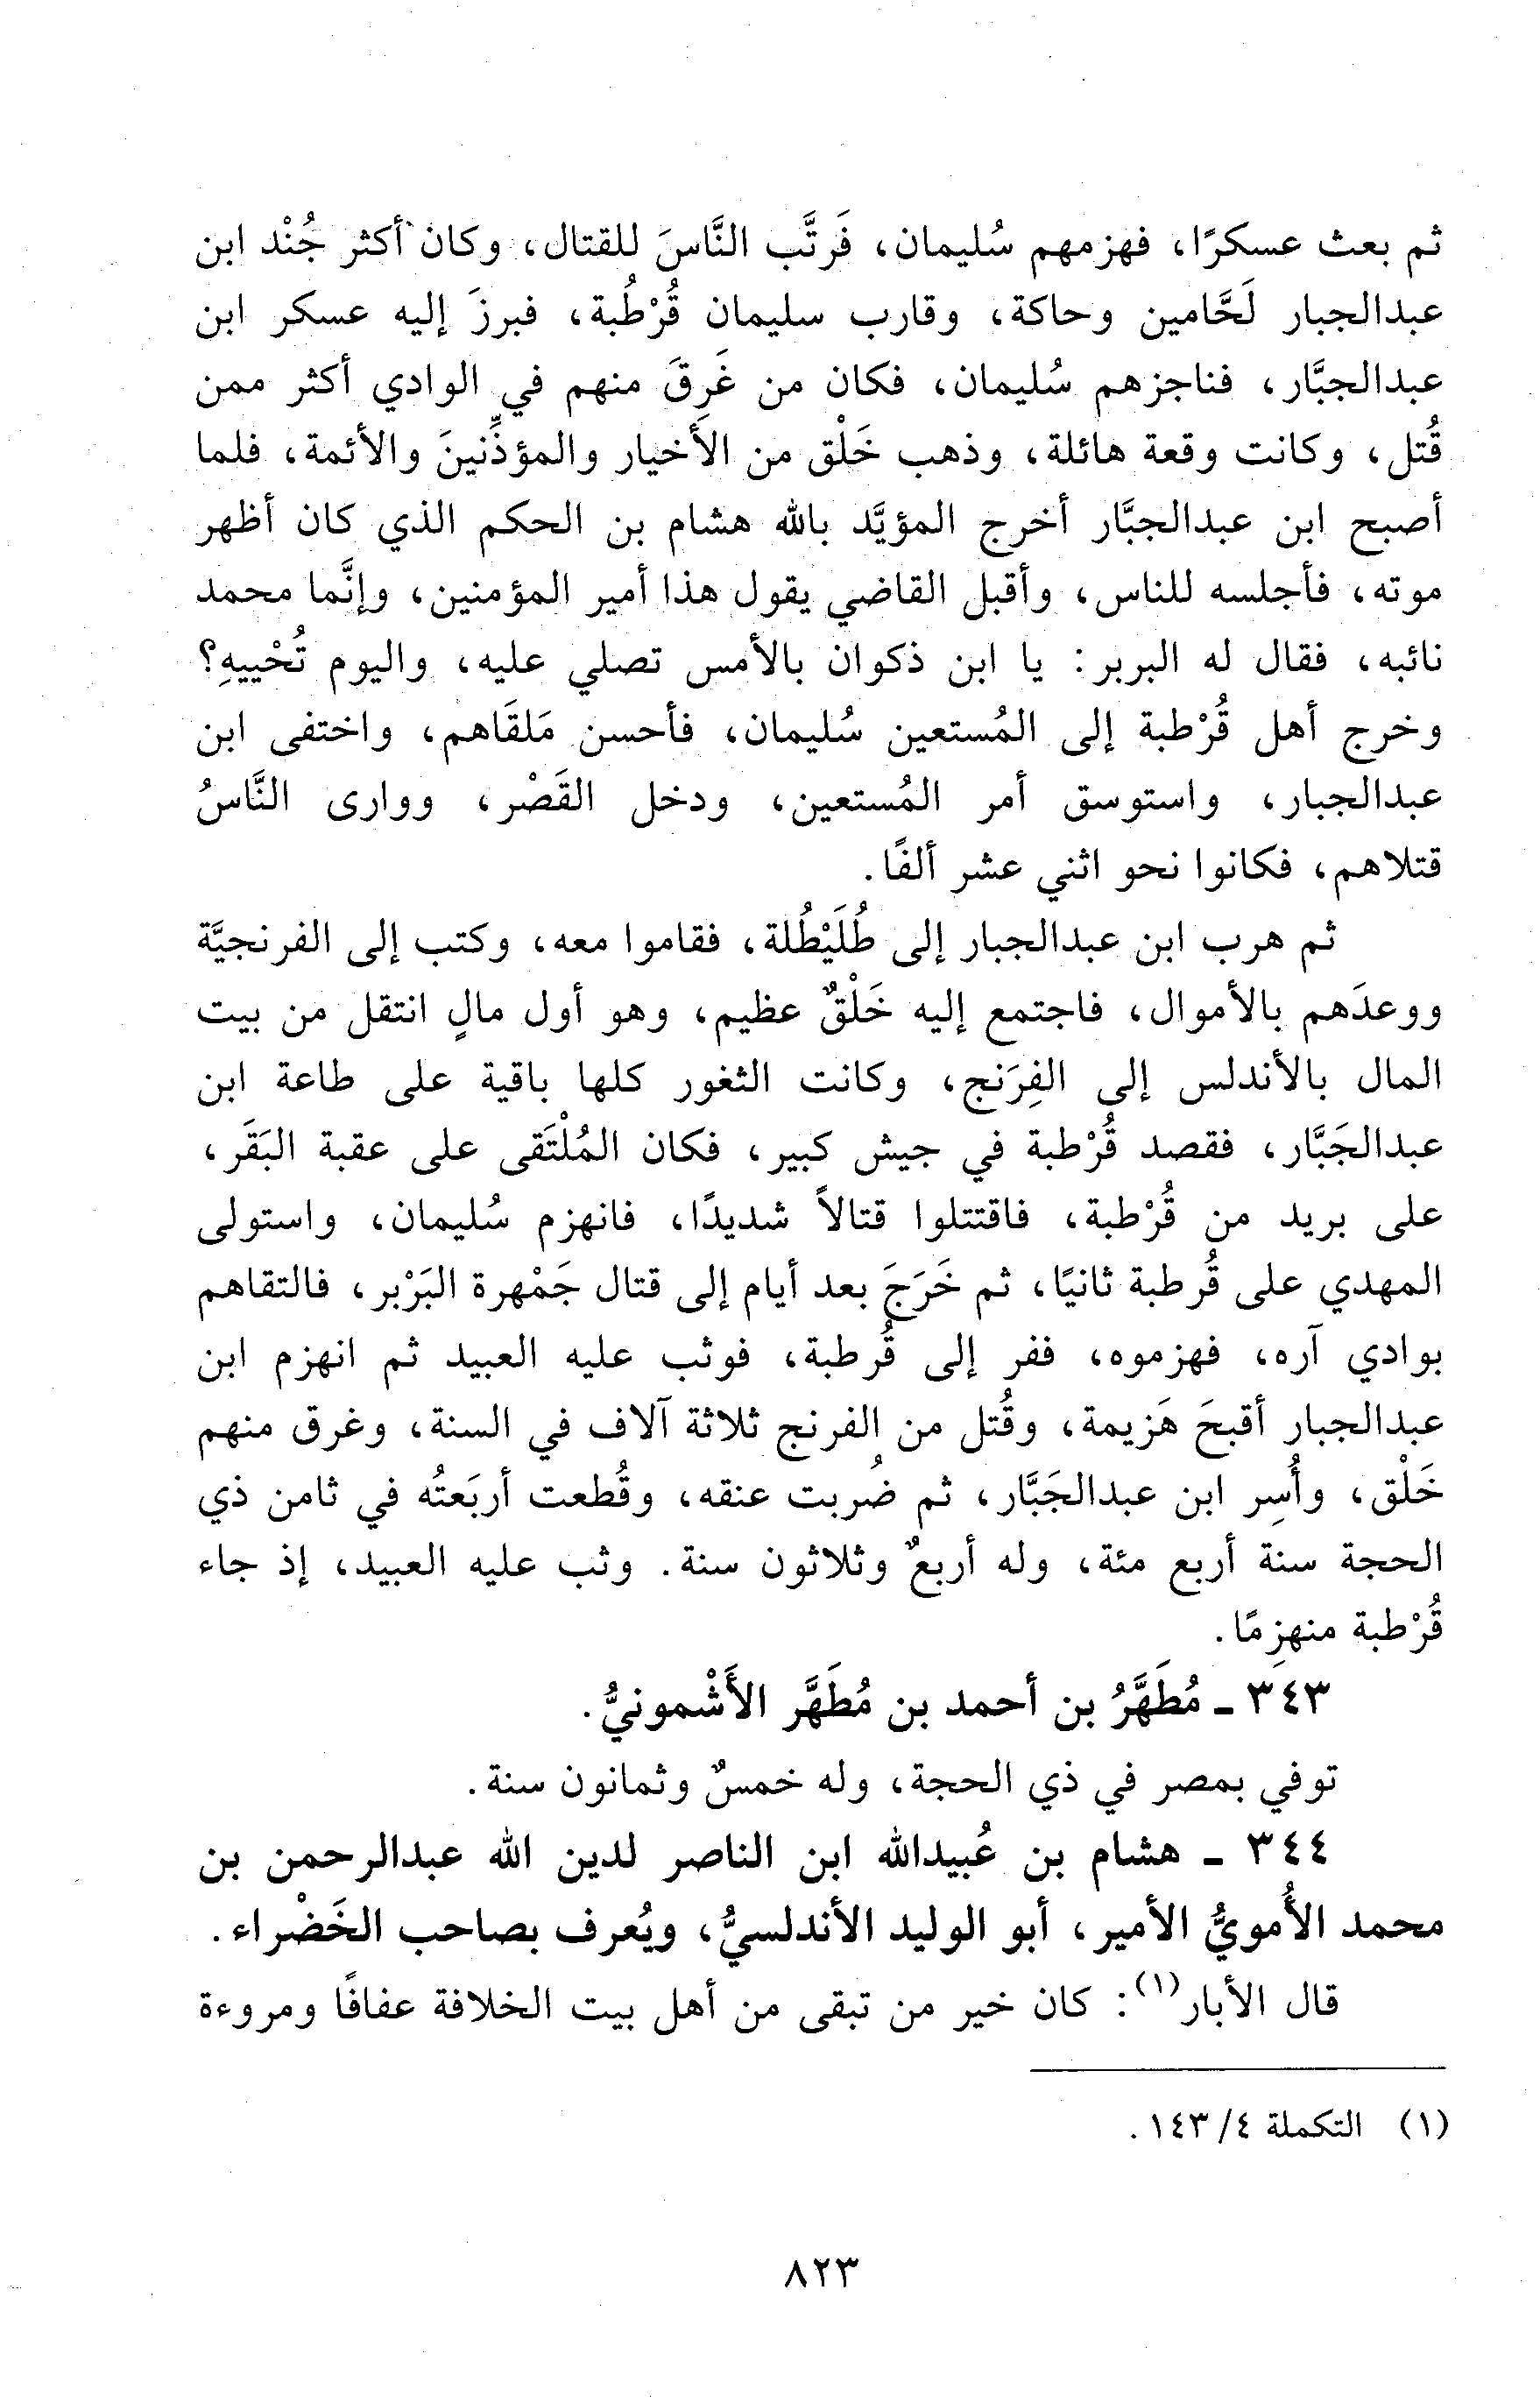 ثم بعث عسكرًا، فهزمهم سُليمان، فَرتَّب النَّاسَ للقتال، وكان أكثر جُنْد ابن
عبدالجبار لَحَّامين وحاكة، وقارب سليمان قُرْطُبة، فبرزَ إليه عسكر ابن
عبدالجبَّار، فناجزهم سُليمان، فكان من غَرِقَ منهم في الوادي أكثر ممن
قُتل، وكانت وقعة هائلة، وذهب خَلْق من الأخيار والمؤذِّنينَ والأئمة، فلما
أصبح ابن عبدالجبَّار أخرج المؤيَّد بالله هشام بن الحكم الذي كان أظهر
موته، فأجلسه للناس، وأقبل القاضي يقول هذا أمير المؤمنين، وإنَّما محمد
نائبه، فقال له البربر: يا ابن ذكوان بالأمس تصلي عليه، واليوم تُحْييهِ؟
وخرج أهل قُرْطبة إلى المُستعين سُليمان، فأحسن مَلقَاهم، واختفى ابن
عبدالجبار، واستوسق أمر المُستعين، ودخل القَصْر، ووارى النَّاسُ
قتلاهم، فكانوا نحو اثني عشر ألفًا.
ثم هرب ابن عبدالجبار إلى طُلَيْطُلة، فقاموا معه، وكتب إلى الفرنجيَّة
ووعدَهم بالأموال، فاجتمع إليه خَلْقٌ عظيم، وهو أول مالٍ انتقل من بيت
المال بالأندلس إلى الفِرَنج، وكانت الثغور كلها باقية على طاعة ابن
عبدالجَبَّار، فقصد قُرْطبة في جيش كبير، فكان المُلْتَقى على عقبة البَقَر،
على بريد من قُرْطبة، فاقتتلوا قتالاً شديدًا، فانهزم سُليمان، واستولى
المهدي على قُرطبة ثانيًا، ثم خَرَجَ بعد أيام إلى قتال جَمْهرة البَرْبر، فالتقاهم
بوادي آره، فهزموه، ففر إلى قُرطبة، فوثب عليه العبيد ثم انهزم ابن
عبدالجبار أقبحَ هَزيمة، وقُتل من الفرنج ثلاثة آلاف في السنة، وغرق منهم
خَلْق، وأُسِر ابن عبدالجَبَّار، ثم ضُربت عنقه، وقُطعت أربَعتُه في ثامن ذي
الحجة سنة أربع مئة، وله أربعٌ وثلاثون سنة. وثب عليه العبيد، إذ جاء
قُرْطبة منهزِمًا.
٣٤٣ ـ مُطَهَّرُ بن أحمد بن مُطَهَّر الأَشْمونيُّ.
توفي بمصر في ذي الحجة، وله خمسٌ وثمانون سنة.
٣٤٤ ـ هشام بن عُبيدالله ابن الناصر لدين الله عبدالرحمن بن
محمد الأُمويُّ الأمير، أبو الوليد الأندلسيُّ، ويُعرف بصاحب الخَضْراء.
قال الأبار(١): كان خير من تبقى من أهل بيت الخلافة عفافًا ومروءة
(١) التكملة ٤/ ١٤٣.
٨٢٣